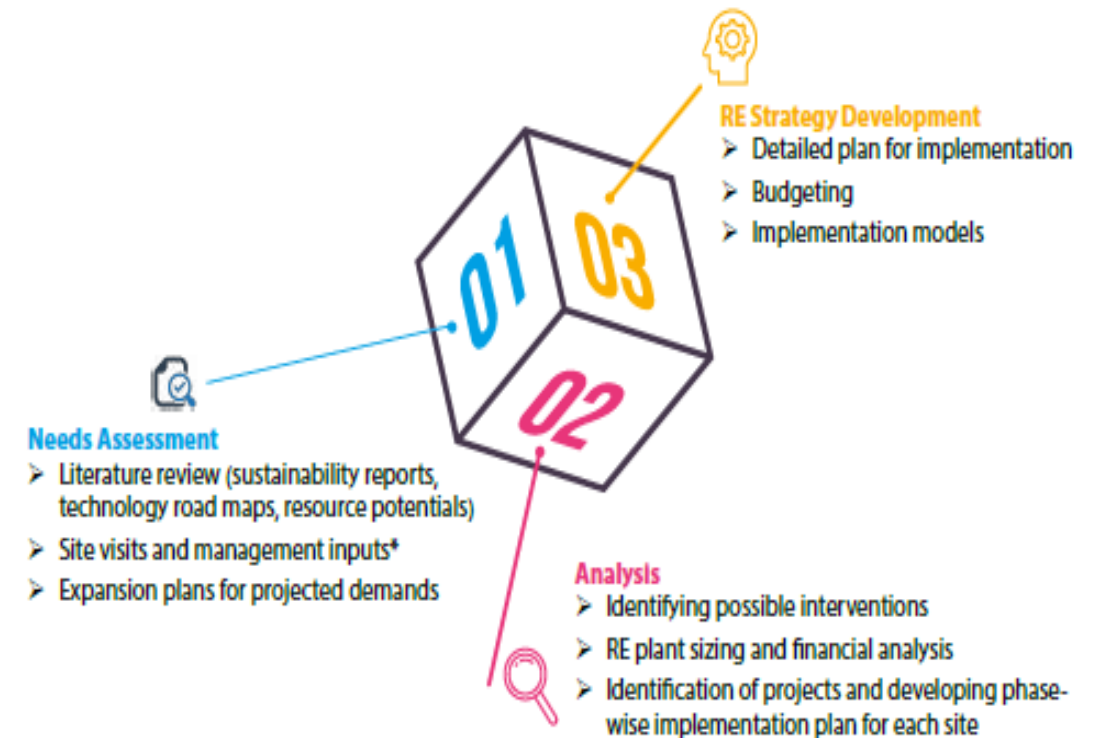 01
Needs Assessment
➢ Literature review (sustainability reports,
technology road maps, resource potentials)
➢ Site visits and management inputs*
➢ Expansion plans for projected demands
02
Analysis
➢ Identifying possible interventions
➢ RE plant sizing and financial analysis
➢ Identification of projects and developing phase-
wise implementation plan for each site
03
RE Strategy Development
➢ Detailed plan for implementation
➢ Budgeting
➢ Implementation models